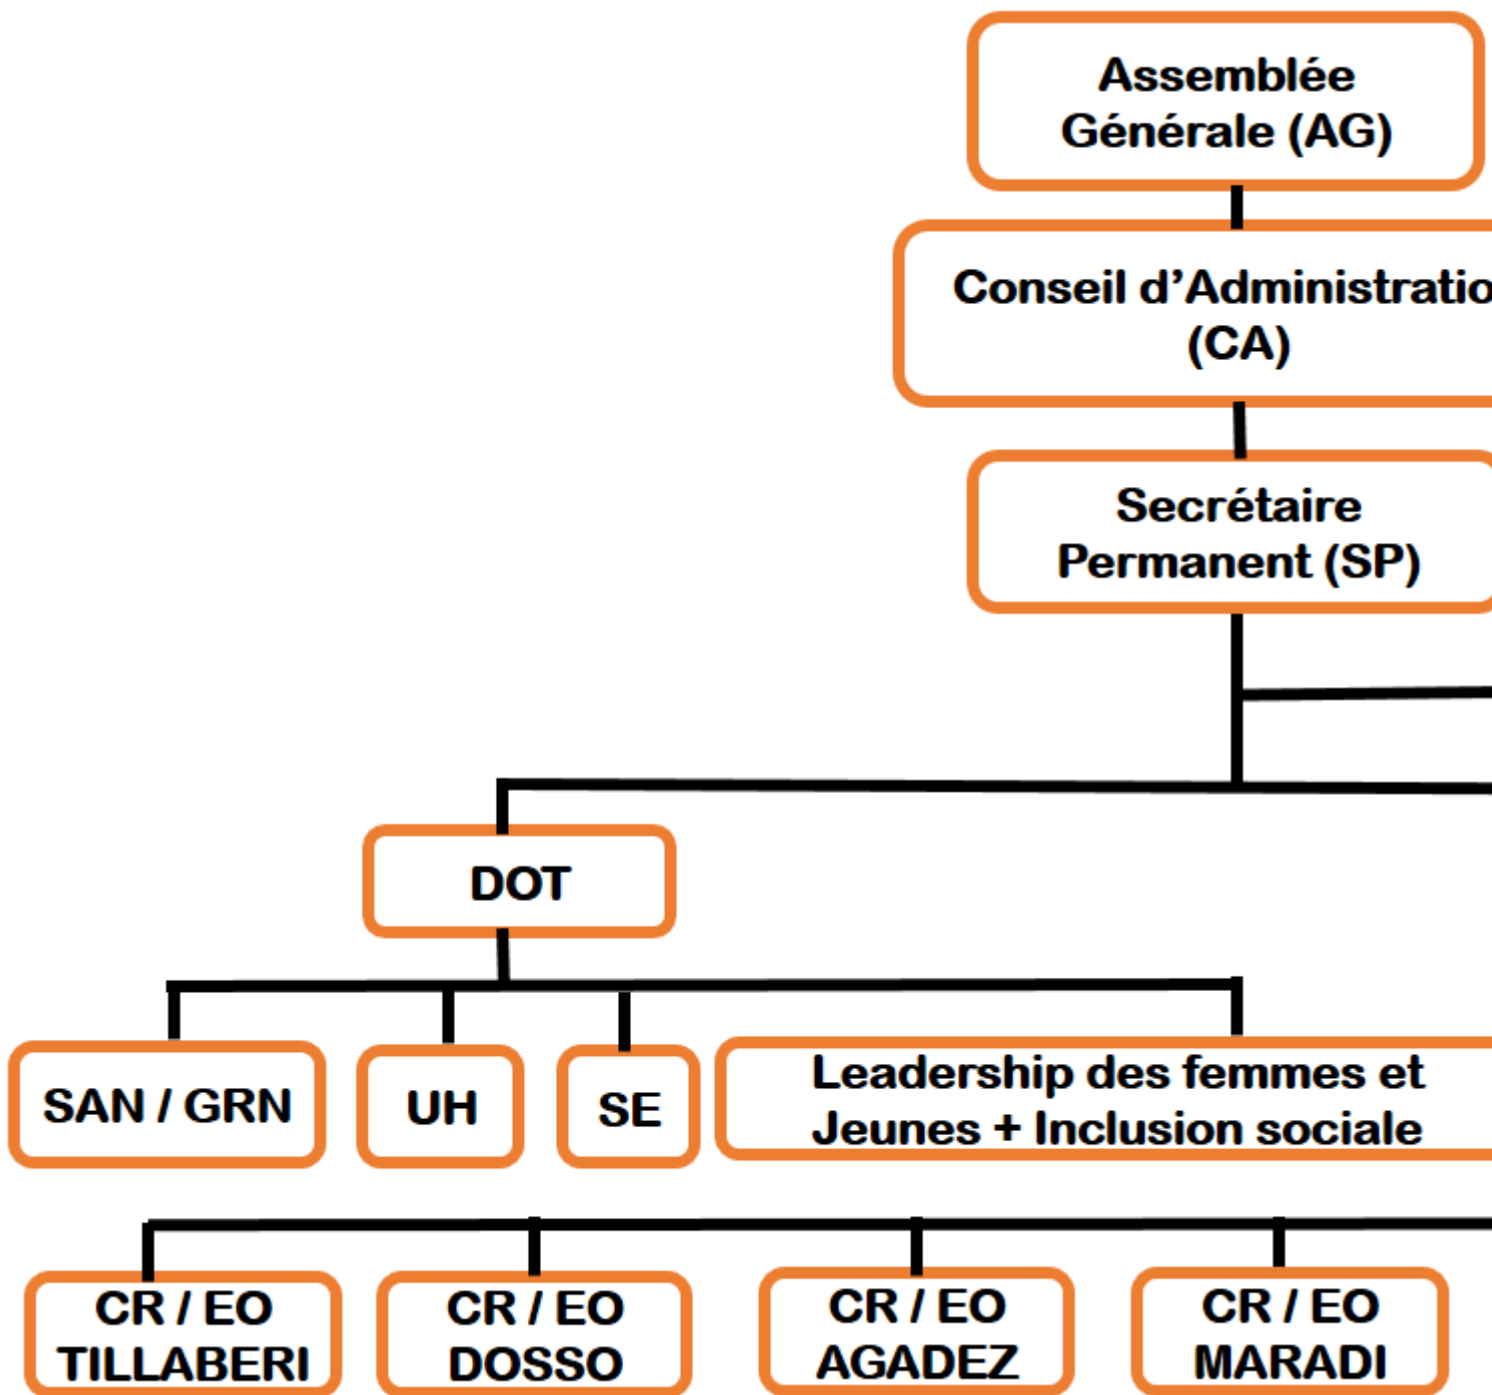 Assemblée
Générale (AG)
Conseil d’Administratio
(CA)
Secrétaire
Permanent (SP)
DOT
SAN / GRN
UH
SE
Leadership des femmes et
Jeunes + Inclusion sociale
CR / EO
TILLABERI
CR / EO
DOSSO
CR / EO
AGADEZ
CR / EO
MARADI